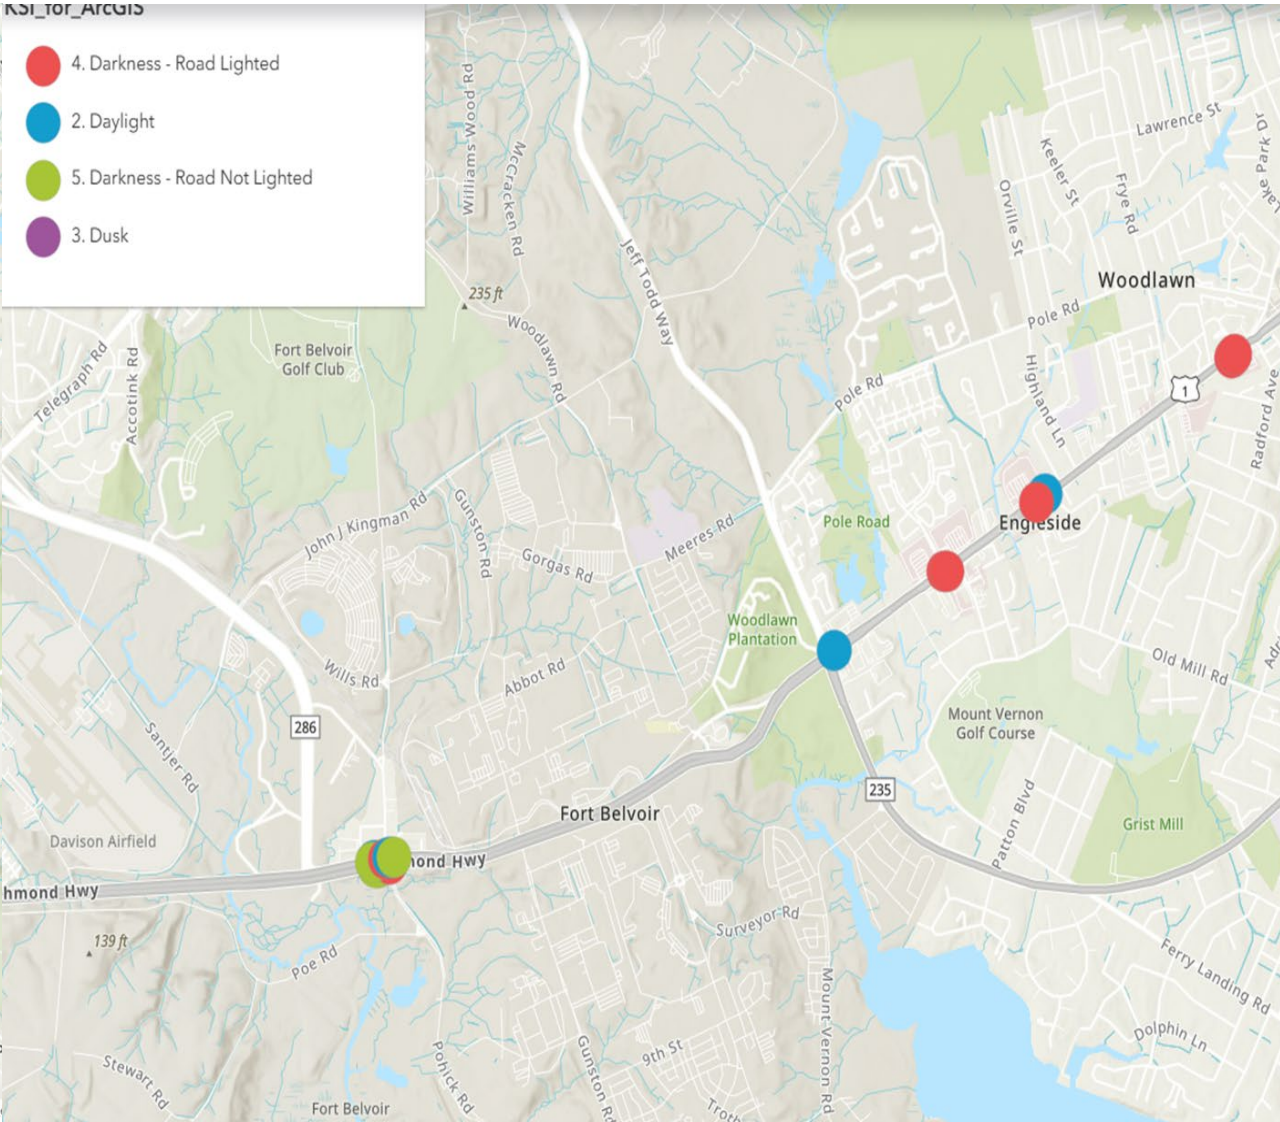 KSI_for_ArcGIS
4. Darkness - Road Lighted
2. Daylight
5. Darkness - Road Not Lighted
3. Dusk
Williams Wood Rd
McCracken Rd
Jeff Todd Way
Lawrence St
Keeler St
Frye Rd
Orville St
Lake Park Dr
Woodlawn
Pole Rd
235 ft
Woodlawn Rd
Fort Belvoir
Golf Club
Telegraph Rd
Accotink Rd
Pole Rd
Highland Ln
1
Radford Ave
John J Kingman Rd
Gunston Rd
Gorgas Rd
Meeres Rd
Pole Road
Engleside
Woodlawn
Plantation
Wills Rd
Abbot Rd
Old Mill Rd
286
Santjer Rd
Mount Vernon
Golf Course
235
Patton Blvd
Grist Mill
Fort Belvoir
Davison Airfield
mond Hwy
hmond Hwy
139 ft
Poe Rd
Surveyor Rd
Mount Vernon Rd
Ferry Landing Rd
Dolphin Ln
9th St
Gunston Rd
Pohick Rd
Stewart Rd
Fort Belvoir
Troth